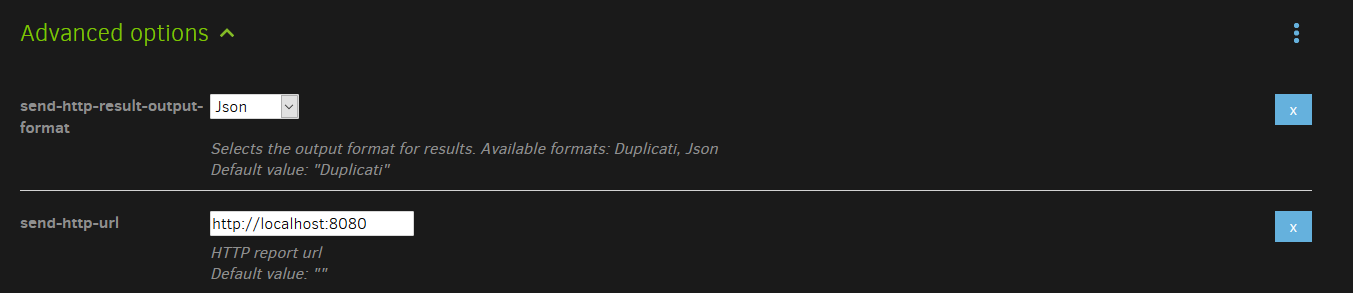 Advanced options
send-http-result-output-
format
Json
x
Selects the output format for results. Available formats: Duplicati, Json
Default value: "Duplicati"
send-http-url
http://localhost:8080
x
HTTP report url
Default value: ""